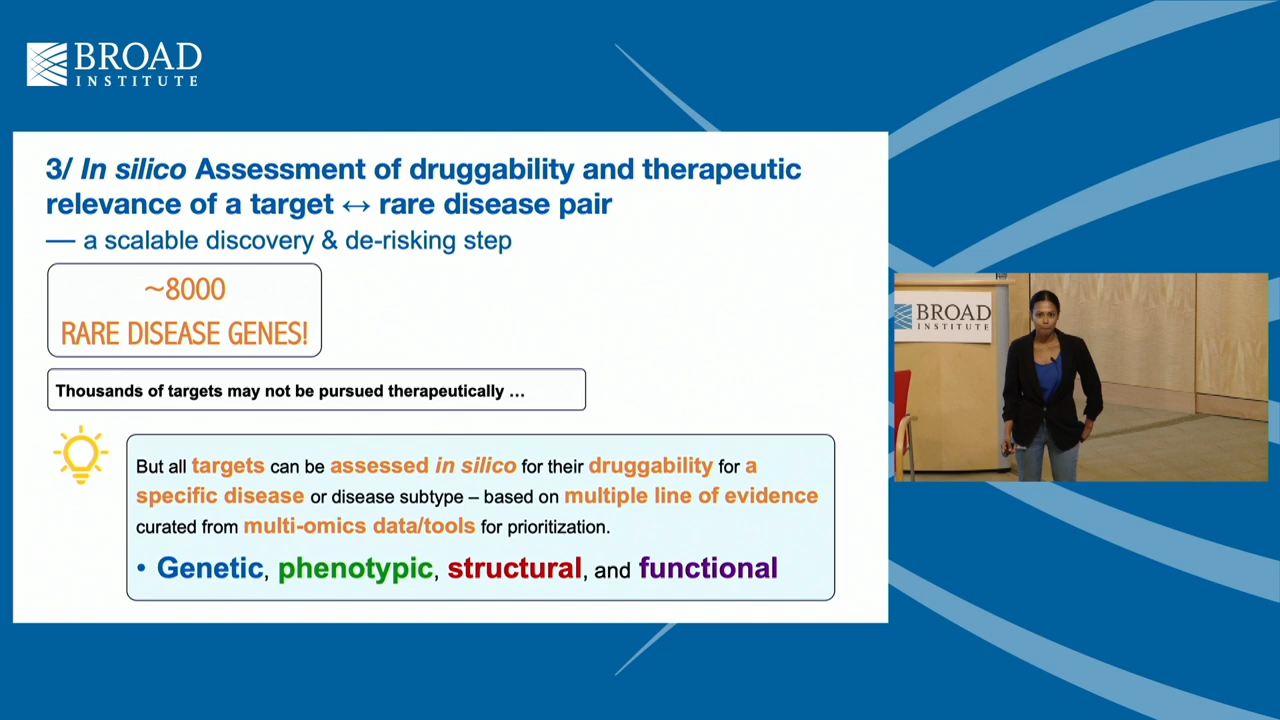 BROAD
INSTITUTE
3/ In silico Assessment of druggability and therapeutic
relevance of a target ↔ rare disease pair
— a scalable discovery & de-risking step
~8000
RARE DISEASE GENES!
Thousands of targets may not be pursued therapeutically ...
But all targets can be assessed in silico for their druggability for a
specific disease or disease subtype – based on multiple line of evidence
curated from multi-omics data/tools for prioritization.
• Genetic, phenotypic, structural, and functional
BROAD
INSTITUTE